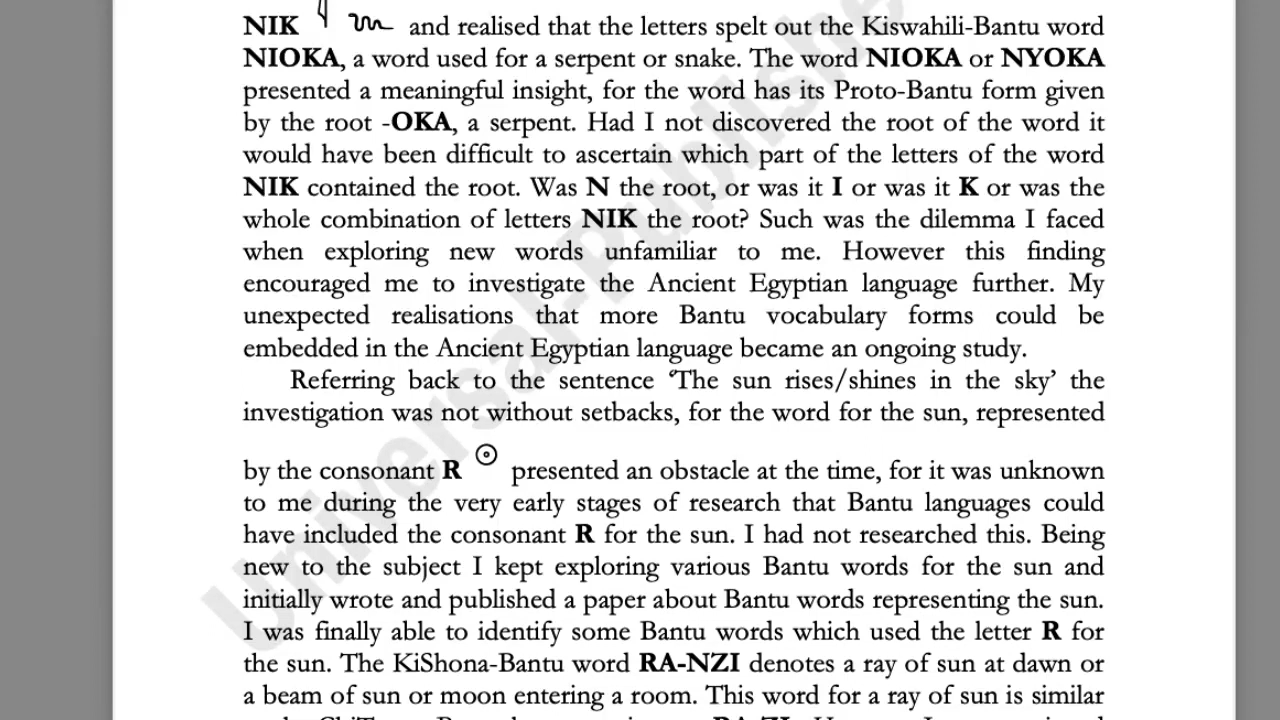 NIK and realised that the letters spelt out the Kiswahili-Bantu word
NIOKA, a word used for a serpent or snake. The word NIOKA or NYOKA
presented a meaningful insight, for the word has its Proto-Bantu form given
by the root -OKA, a serpent. Had I not discovered the root of the word it
would have been difficult to ascertain which part of the letters of the word
NIK contained the root. Was N the root, or was it I or was it K or was the
whole combination of letters NIK the root? Such was the dilemma I faced
when exploring new words unfamiliar to me. However this finding
encouraged me to investigate the Ancient Egyptian language further. My
unexpected realisations that more Bantu vocabulary forms could be
embedded in the Ancient Egyptian language became an ongoing study.
Referring back to the sentence ‘The sun rises/shines in the sky’ the
investigation was not without setbacks, for the word for the sun, represented
by the consonant R presented an obstacle at the time, for it was unknown
to me during the very early stages of research that Bantu languages could
have included the consonant R for the sun. I had not researched this. Being
new to the subject I kept exploring various Bantu words for the sun and
initially wrote and published a paper about Bantu words representing the sun.
I was finally able to identify some Bantu words which used the letter R for
the sun. The KiShona-Bantu word RA-NZI denotes a ray of sun at dawn or
a beam of sun or moon entering a room. This word for a ray of sun is similar
Universal-Publishe